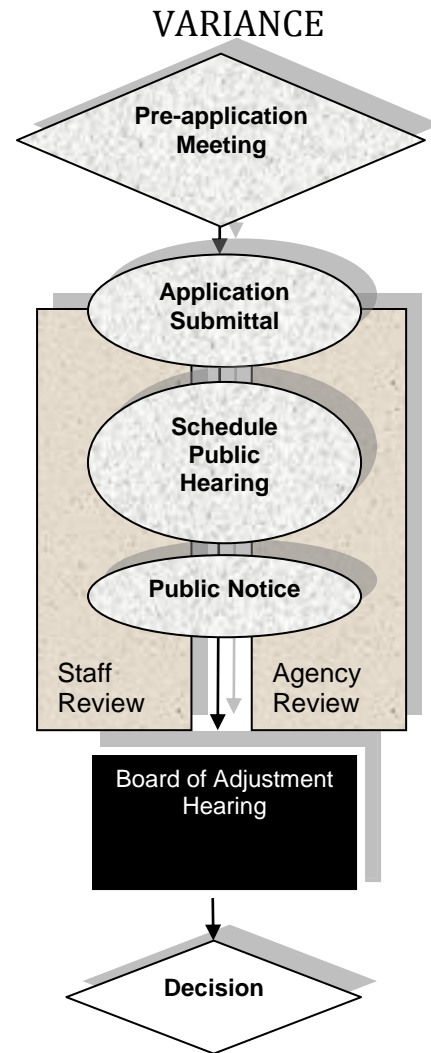 VARIANCE
Pre-application
Meeting
Application
Submittal
Schedule
Public
Hearing
Public Notice
Staff
Review
Agency
Review
Board of Adjustment
Hearing
Decision